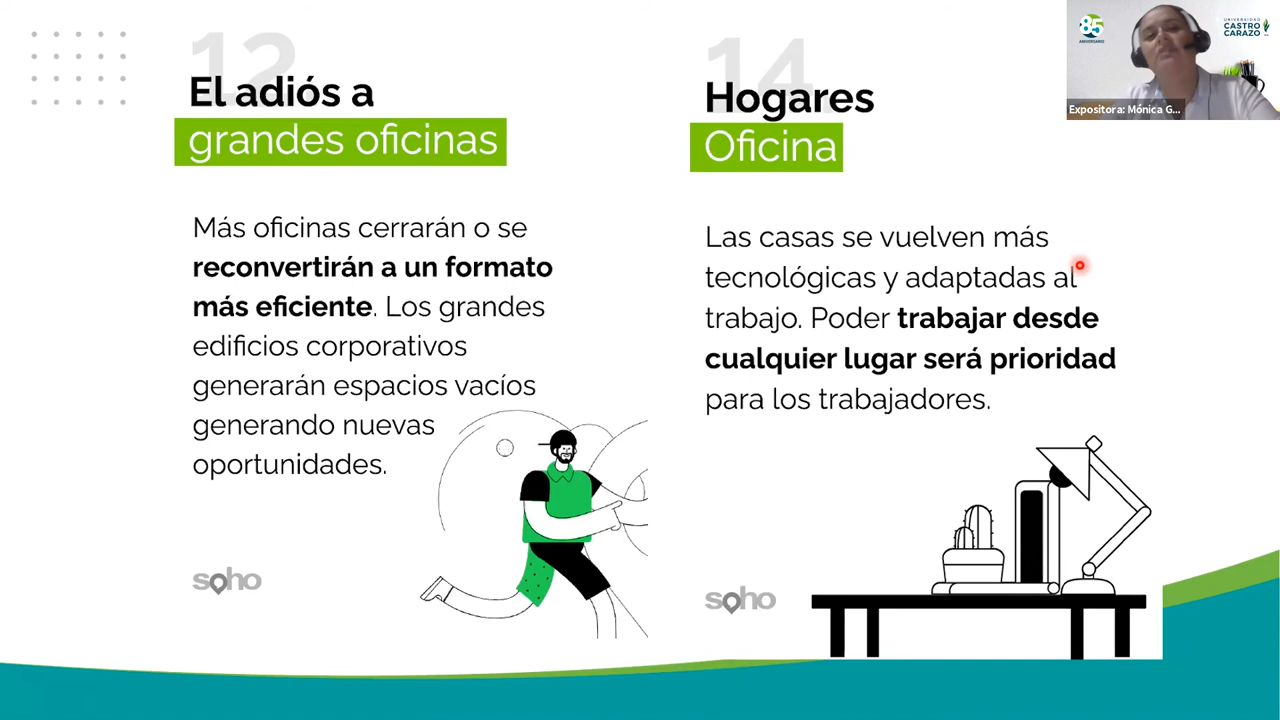 12
El adiós a
grandes oficinas
Más oficinas cerrarán o se
reconvertirán a un formato
más eficiente. Los grandes
edificios corporativos
generarán espacios vacíos
generando nuevas
oportunidades.
soho
14
Hogares
Oficina
Las casas se vuelven más
tecnológicas y adaptadas al
trabajo. Poder trabajar desde
cualquier lugar será prioridad
para los trabajadores.
soho
85
ANIVERSARIO
UNIVERSIDAD
CASTRO
CARAZO
Expositora: Mónica G...